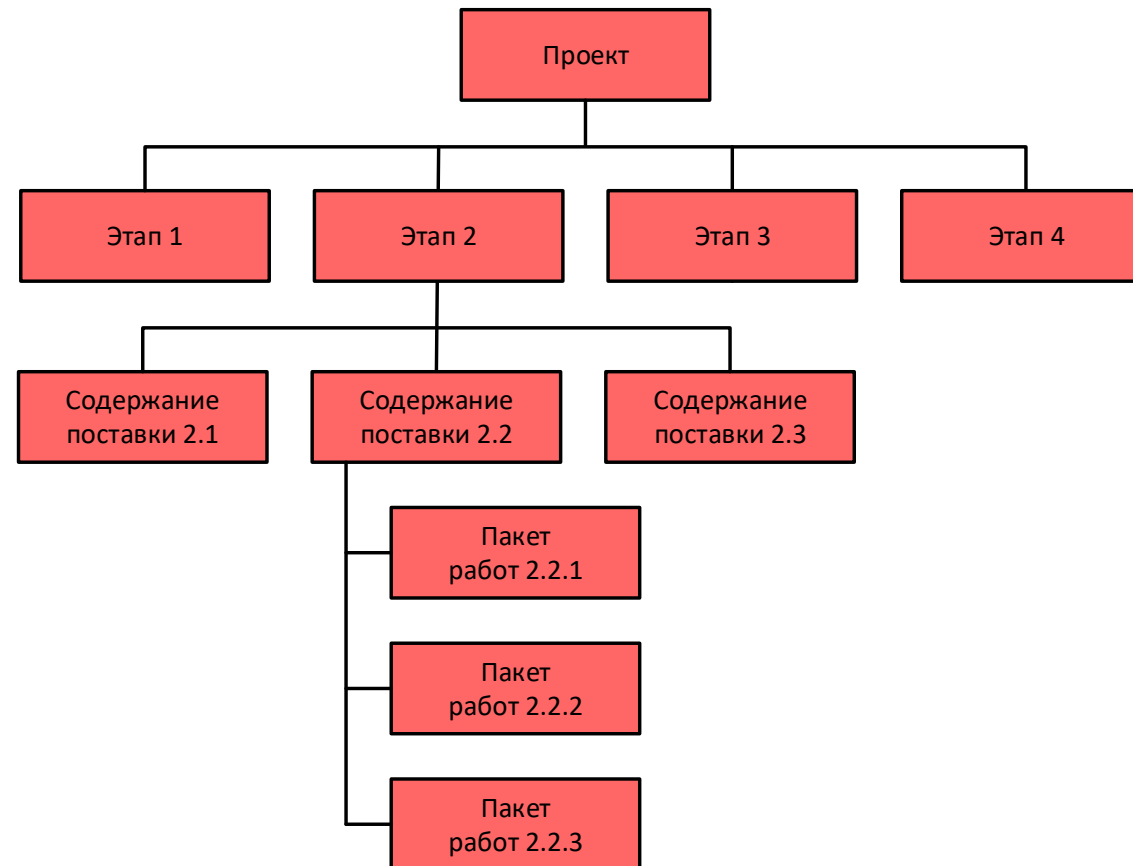 Проект
Этап 1
Этап 2
Этап 3
Этап 4
Содержание
поставки 2.1
Содержание
поставки 2.2
Содержание
поставки 2.3
Пакет
работ 2.2.1
Пакет
работ 2.2.2
Пакет
работ 2.2.3